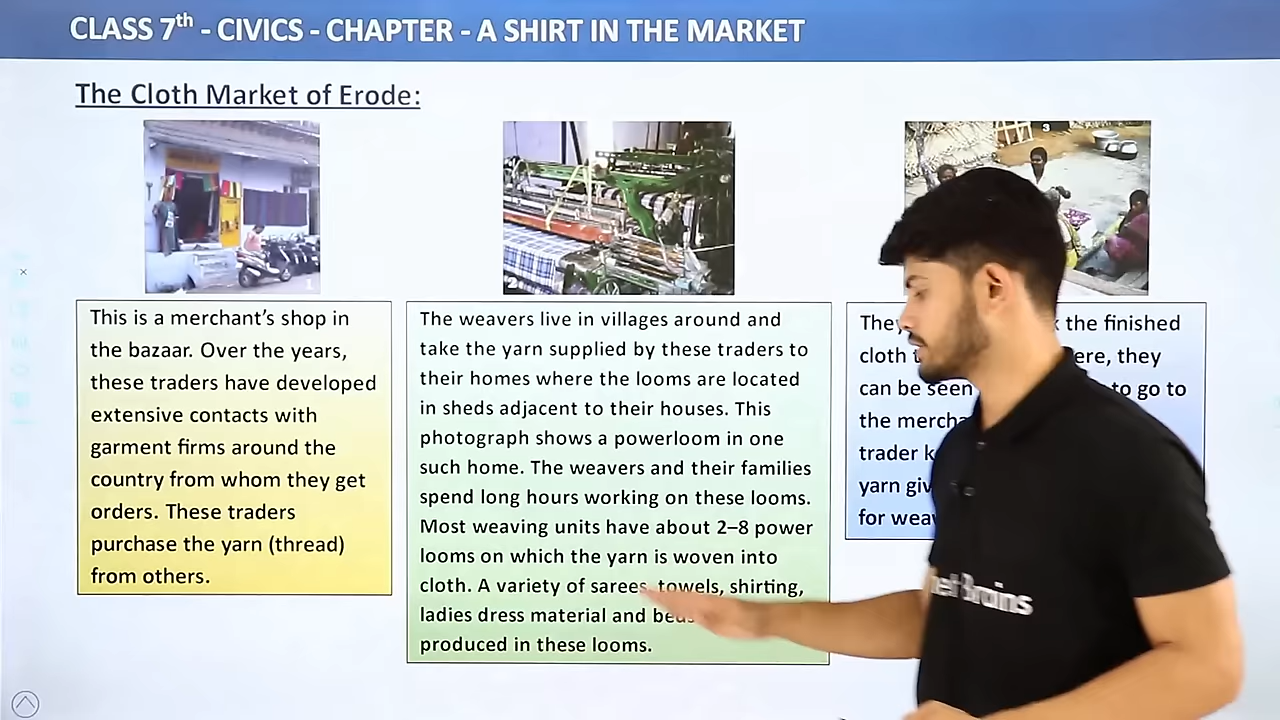 CLASS 7th - CIVICS - CHAPTER - A SHIRT IN THE MARKET
The Cloth Market of Erode:
1
2
3
This is a merchant's shop in
the bazaar. Over the years,
these traders have developed
extensive contacts with
garment firms around the
country from whom they get
orders. These traders
purchase the yarn (thread)
from others.
The weavers live in villages around and
take the yarn supplied by these traders to
their homes where the looms are located
in sheds adjacent to their houses. This
photograph shows a powerloom in one
such home. The weavers and their families
spend long hours working on these looms.
Most weaving units have about 2–8 power
looms on which the yarn is woven into
cloth. A variety of sarees, towels, shirting,
ladies dress material and
produced in these looms.
the finished
cloth they
can be seen to go to
the
trader
yarn
for
Brains